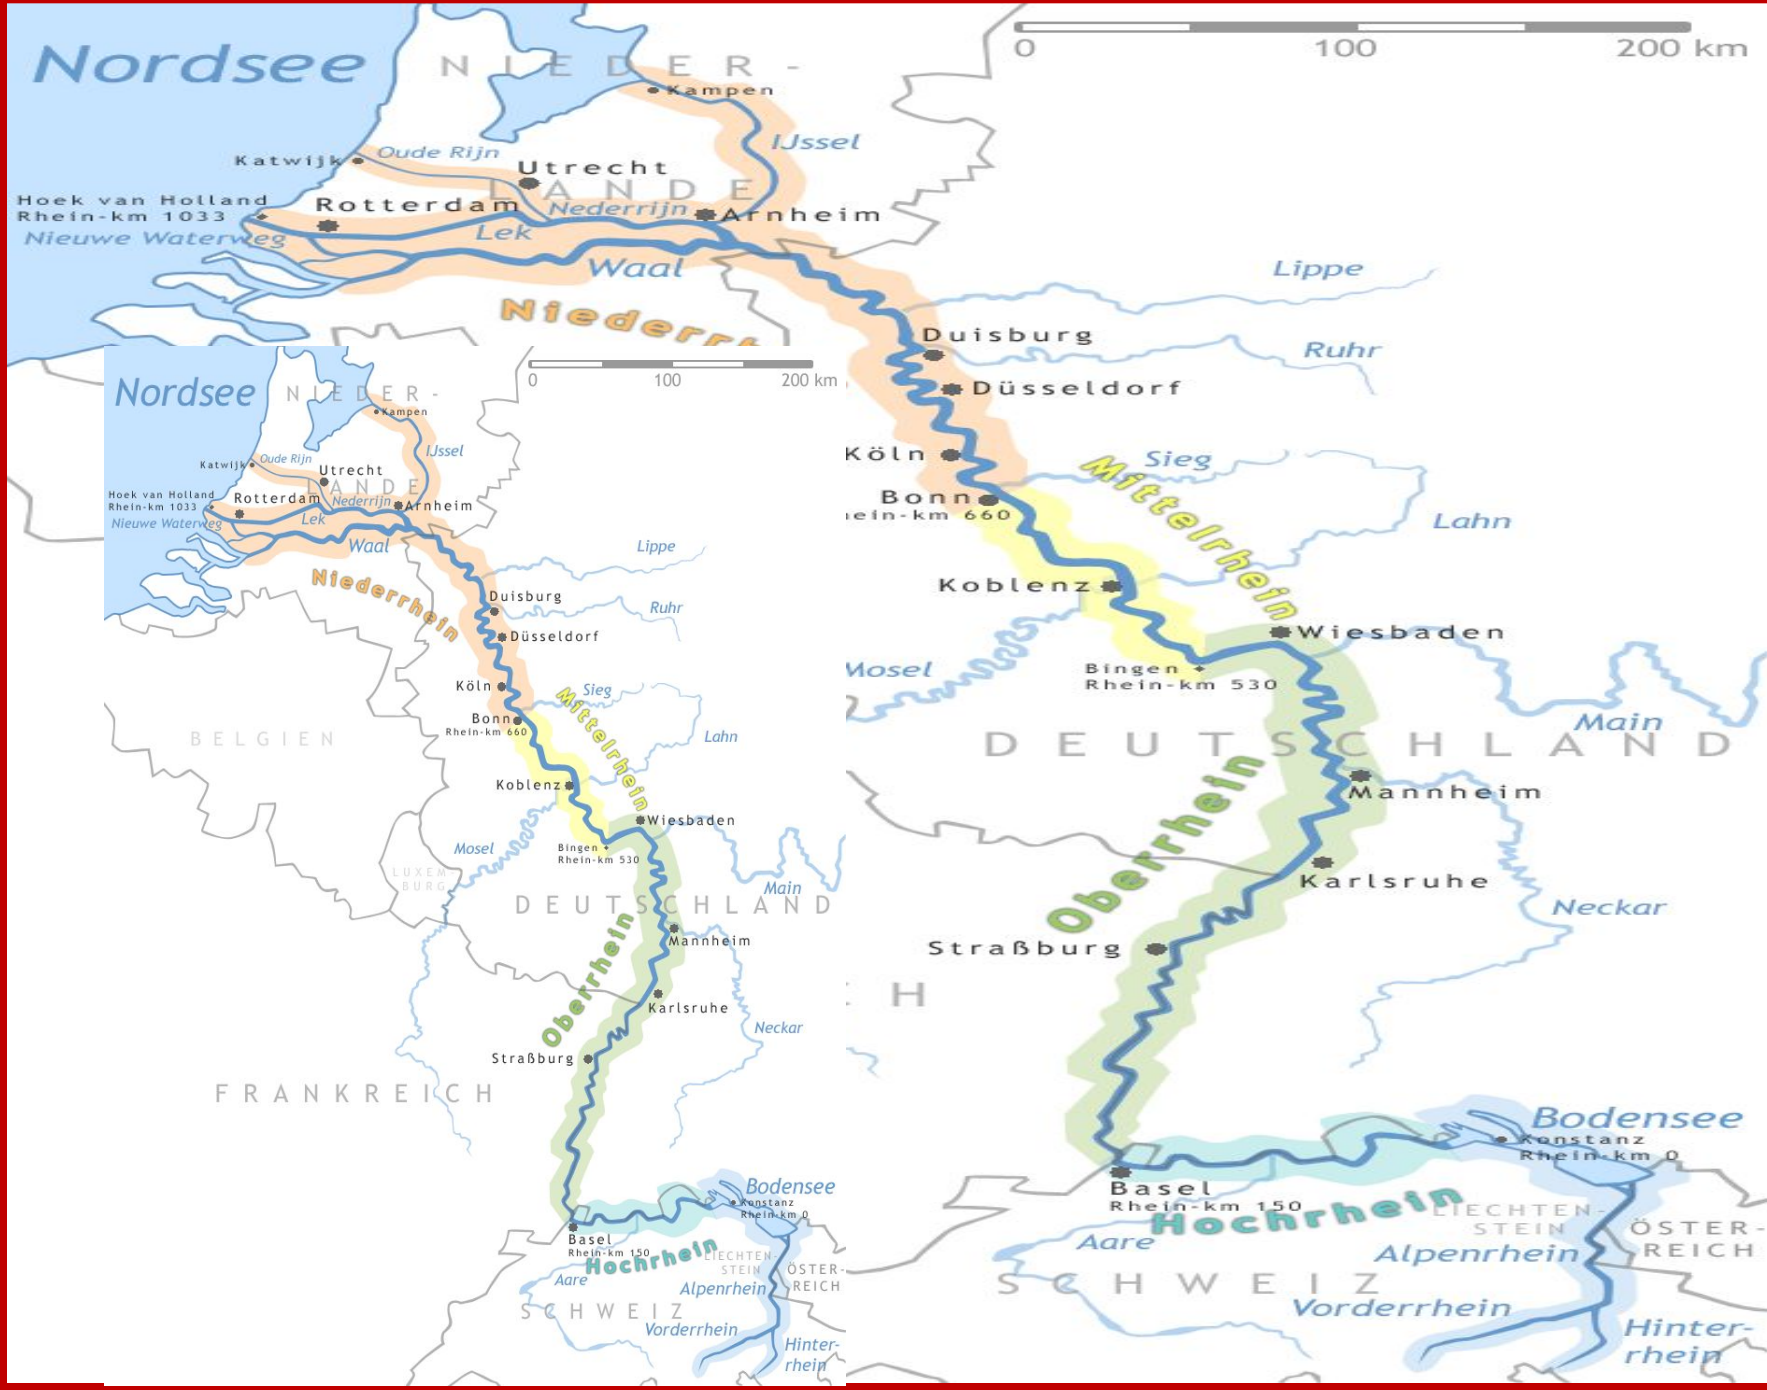 Nordsee
NIEDER-
0 100 200 km
Kampen
IJssel
Katwijk
Oude Rijn
Utrecht
LANDE
Hoek van Holland
Rhein-km 1033
Rotterdam
Nederrijn
Arnheim
Nieuwe Waterweg
Lek
Waal
Lippe
Duisburg
Ruhr
Düsseldorf
Köln
Sieg
Mittelrhein
Bonn
660
Lahn
Koblenz
Wiesbaden
Mosel
Bingen
Rhein-km 530
Main
DEUTSCHLAND
Oberrhein
Mannheim
Karlsruhe
Neckar
Straßburg
H
Bodensee
Konstanz
Rhein-km 0
Basel
Rhein-km 150
Hochrhein
LIECHTEN-
STEIN
ÖSTER-
REICH
Aare
Alpenrhein
SCHWEIZ
Vorderrhein
Hinter-
rhein
Nordsee
NIEDER-
0 100 200 km
Kampen
IJssel
Katwijk
Oude Rijn
Utrecht
LANDE
Hoek van Holland
Rhein-km 1033
Rotterdam
Nederrijn
Arnheim
Nieuwe Waterweg
Lek
Waal
Lippe
Niederrhein
Duisburg
Ruhr
Düsseldorf
Köln
Sieg
Mittelrhein
Bonn
Rhein-km 660
BELGIEN
Lahn
Koblenz
Wiesbaden
Mosel
Bingen
Rhein-km 530
LUXEM-
BURG
Main
DEUTSCHLAND
Oberrhein
Mannheim
Karlsruhe
Neckar
Straßburg
FRANKREICH
Bodensee
Konstanz
Rhein-km 0
Basel
Rhein-km 150
Hochrhein
LIECHTEN-
STEIN
ÖSTER-
REICH
Aare
Alpenrhein
SCHWEIZ
Vorderrhein
Hinter-
rhein